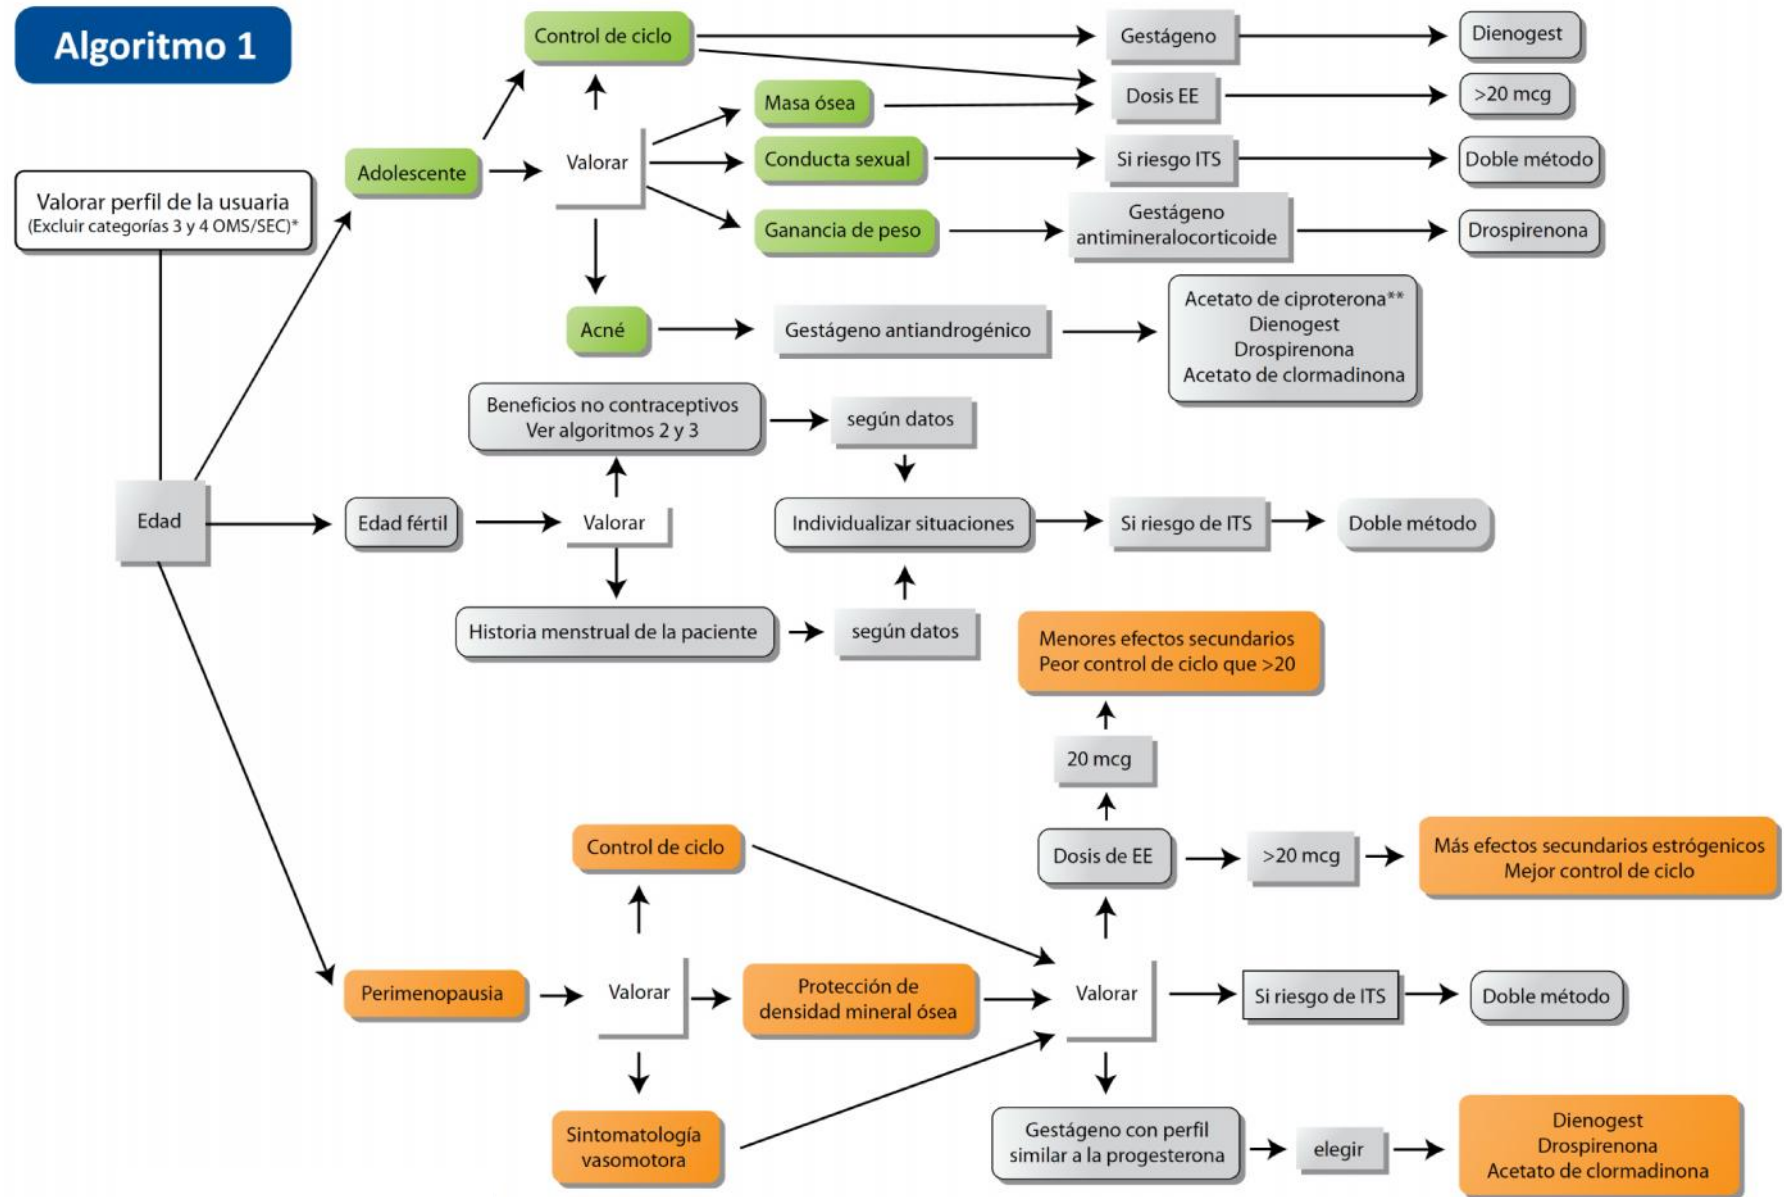 Algoritmo 1
Control de ciclo
Gestágeno
Dienogest
Masa ósea
Dosis EE
>20 mcg
Adolescente
Valorar
Conducta sexual
Si riesgo ITS
Doble método
Valorar perfil de la usuaria
(Excluir categorías 3 y 4 OMS/SEC)*
Ganancia de peso
Gestágeno
antimineralocorticoide
Drospirenona
Acné
Gestágeno antiandrogénico
Acetato de ciproterona**
Dienogest
Drospirenona
Acetato de clormadinona
Beneficios no contraceptivos
Ver algoritmos 2 y 3
según datos
Edad
Edad fértil
Valorar
Individualizar situaciones
Si riesgo de ITS
Doble método
Historia menstrual de la paciente
según datos
Menores efectos secundarios
Peor control de ciclo que >20
20 mcg
Control de ciclo
Dosis de EE
>20 mcg
Más efectos secundarios estrógenicos
Mejor control de ciclo
Perimenopausia
Valorar
Protección de
densidad mineral ósea
Valorar
Si riesgo de ITS
Doble método
Sintomatología
vasomotora
Gestágeno con perfil
similar a la progesterona
elegir
Dienogest
Drospirenona
Acetato de clormadinona